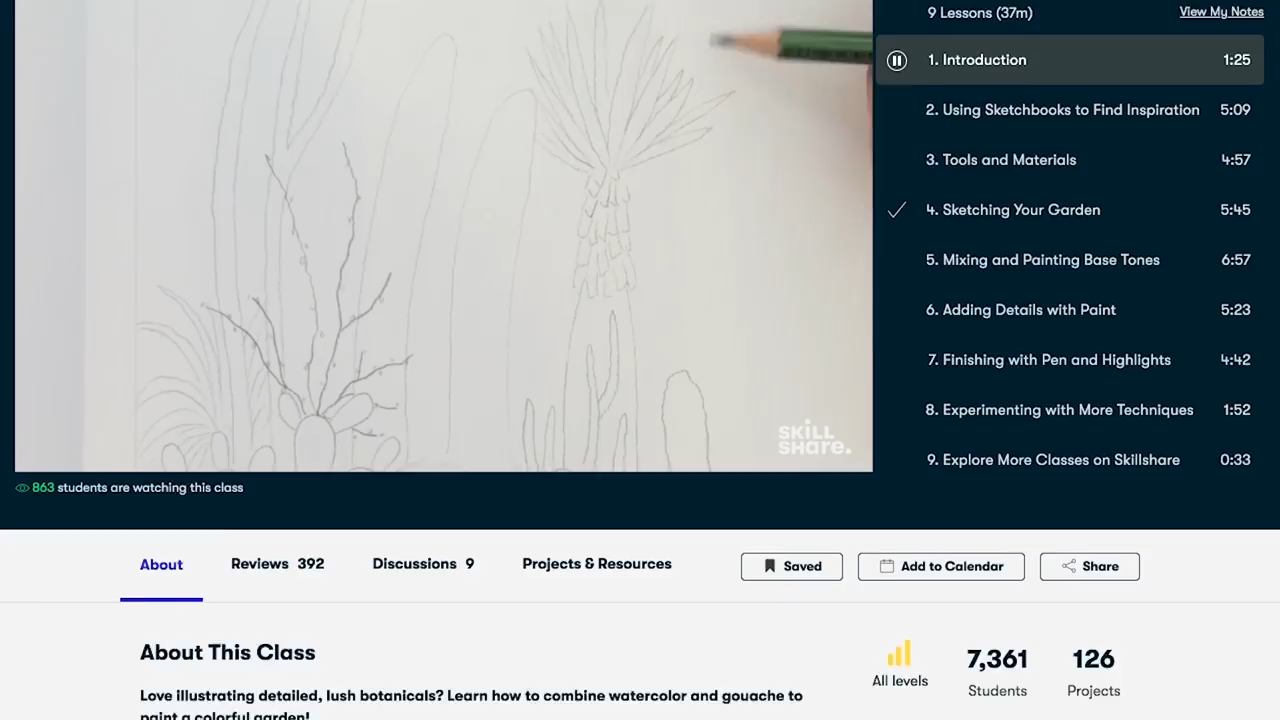 9 Lessons (37m)
View My Notes
1. Introduction 1:25
2. Using Sketchbooks to Find Inspiration 5:09
3. Tools and Materials 4:57
4. Sketching Your Garden 5:45
5. Mixing and Painting Base Tones 6:57
6. Adding Details with Paint 5:23
7. Finishing with Pen and Highlights 4:42
8. Experimenting with More Techniques 1:52
9. Explore More Classes on Skillshare 0:33
SKILL
SHARE.
863 students are watching this class
About Reviews 392 Discussions 9 Projects & Resources Saved Add to Calendar Share
About This Class
Love illustrating detailed, lush botanicals? Learn how to combine watercolor and gouache to
paint a colorful garden!
All levels
7,361
Students
126
Projects